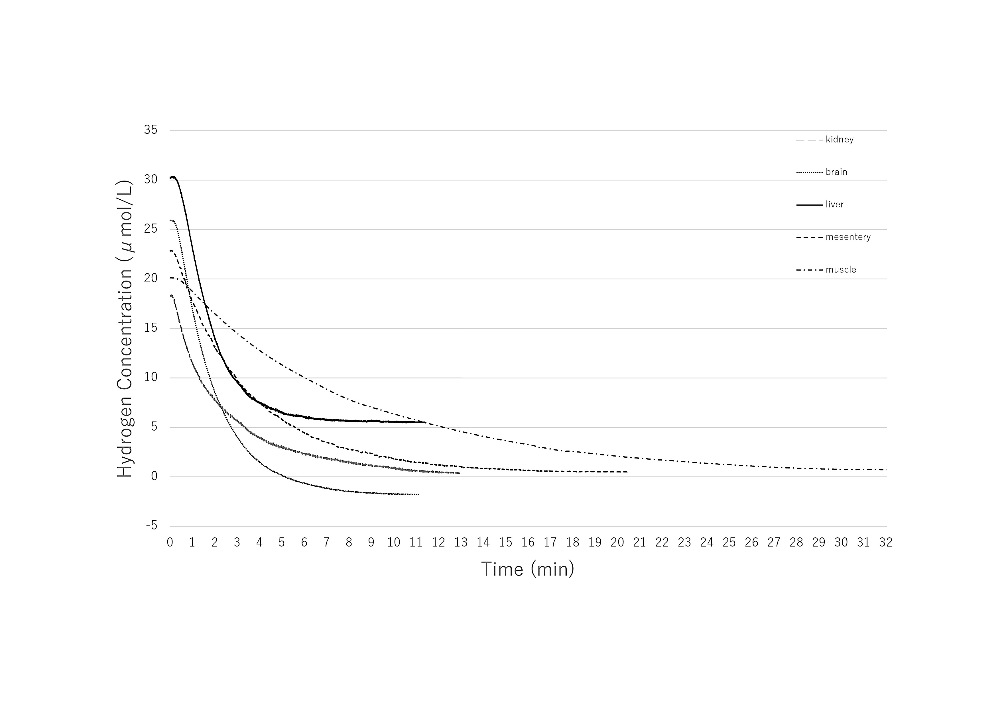 35
30
25
20
15
10
5
0
-5
Hydrogen Concentration (μmol/L)
kidney
brain
liver
mesentery
muscle
0 1 2 3 4 5 6 7 8 9 10 11 12 13 14 15 16 17 18 19 20 21 22 23 24 25 26 27 28 29 30 31 32
Time (min)